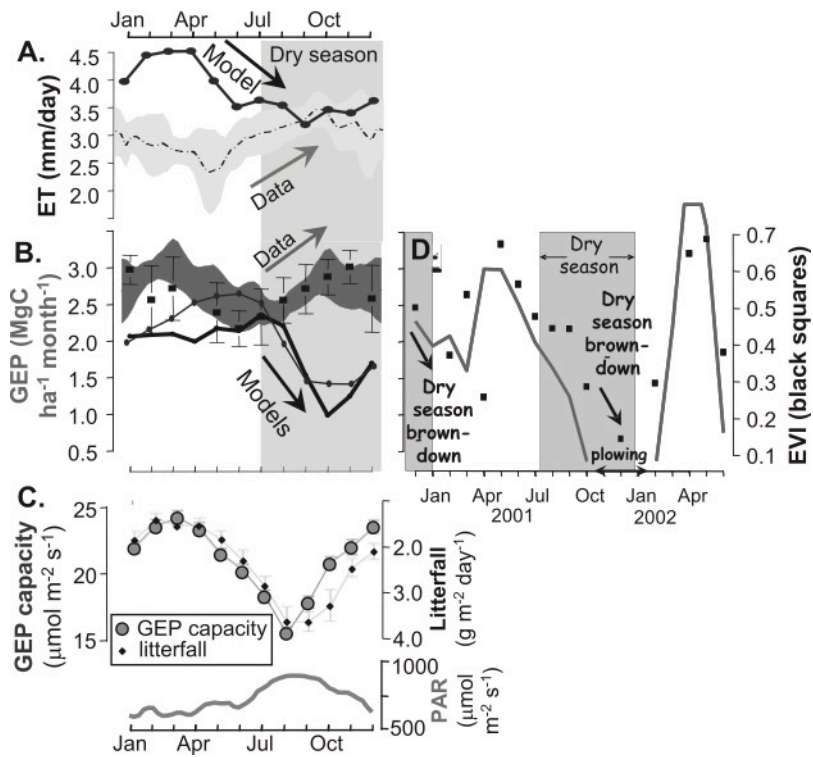 Jan Apr Jul Oct
A.
Dry season
Model
Data
4.5
4.0
3.5
3.0
2.5
2.0
ET (mm/day)
B.
Data
Models
3.0
2.5
2.0
1.5
1.0
0.5
GEP (MgC
ha-1 month-1)
D
Dry
season
Dry
season
brown-
down
Dry
season
brown-
down
plowing
0.7
0.6
0.5
0.4
0.3
0.2
0.1
EVI (black squares)
Jan Apr Jul Oct Jan Apr
2001 2002
C.
25
20
15
GEP capacity
(μmol m-2 s-1)
GEP capacity
litterfall
2.0
3.0
4.0
Litterfall
(g m-2 day-1)
1000
500
PAR
(μmol
m-2 s-1)
Jan Apr Jul Oct